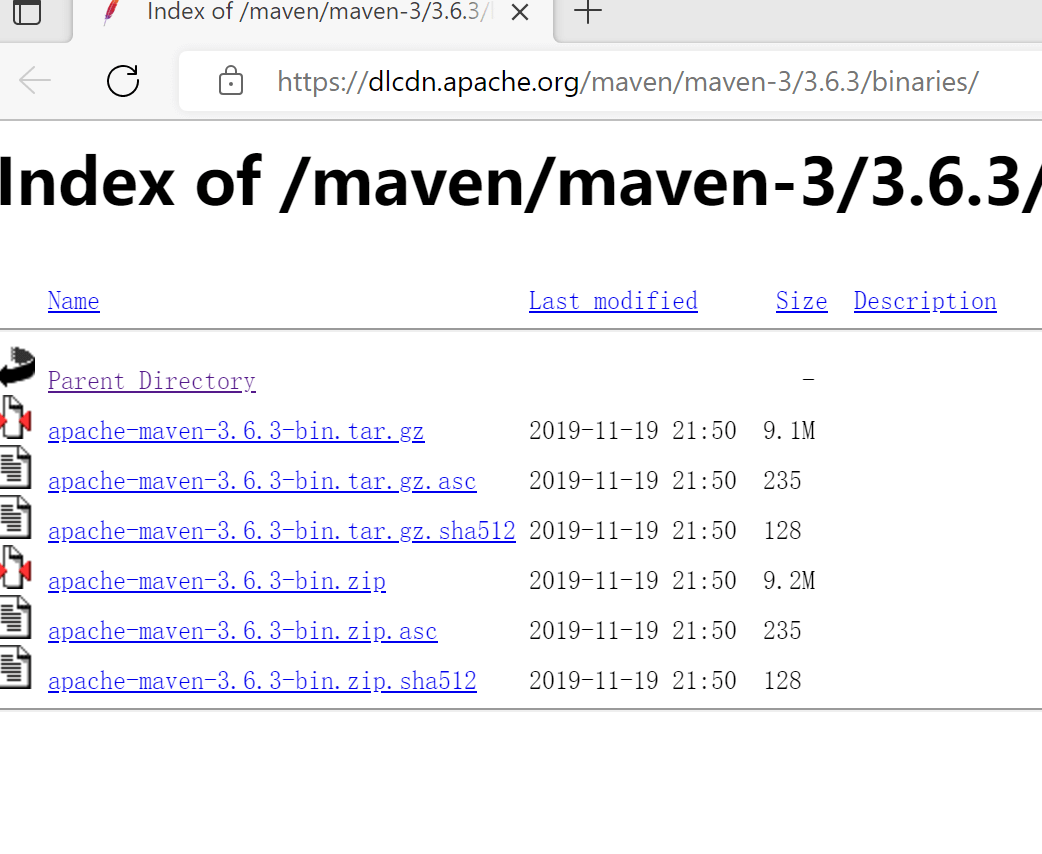 Index of /maven/maven-3/3.6.3/
https://dlcdn.apache.org/maven/maven-3/3.6.3/binaries/
Index of /maven/maven-3/3.6.3/
Name Last modified Size Description
Parent Directory -
apache-maven-3.6.3-bin.tar.gz 2019-11-19 21:50 9.1M
apache-maven-3.6.3-bin.tar.gz.asc 2019-11-19 21:50 235
apache-maven-3.6.3-bin.tar.gz.sha512 2019-11-19 21:50 128
apache-maven-3.6.3-bin.zip 2019-11-19 21:50 9.2M
apache-maven-3.6.3-bin.zip.asc 2019-11-19 21:50 235
apache-maven-3.6.3-bin.zip.sha512 2019-11-19 21:50 128